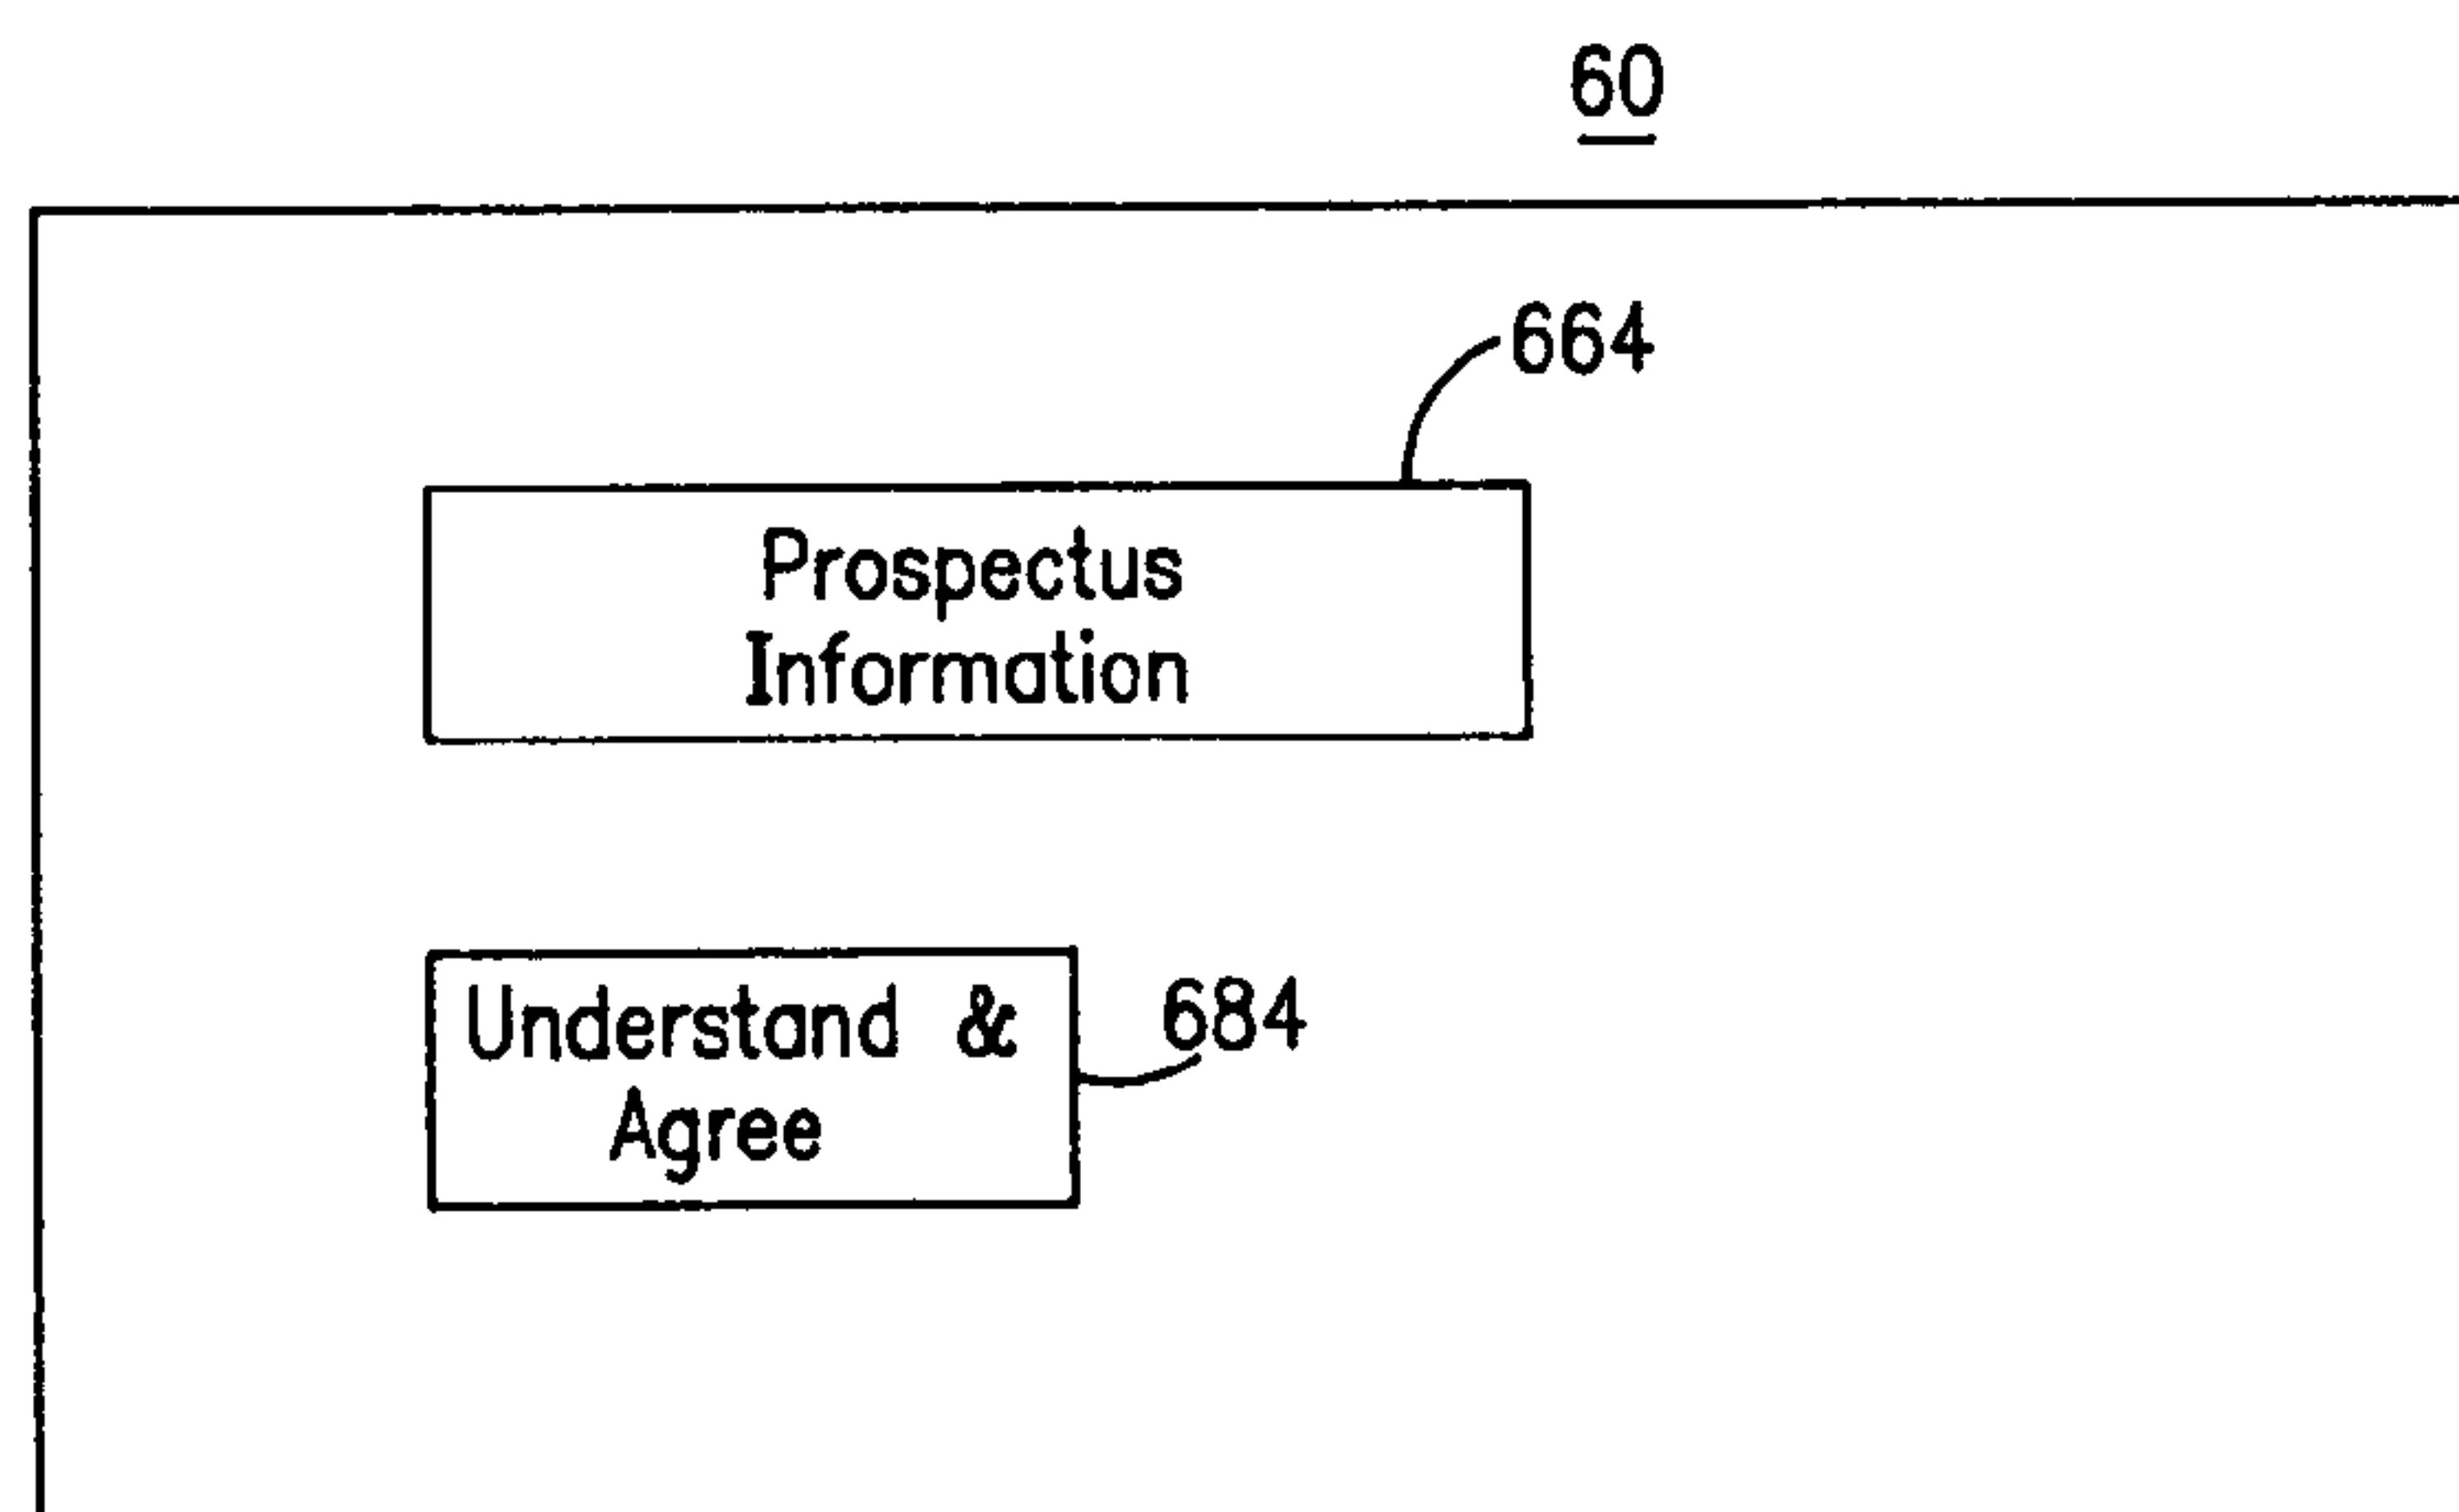 60
664
Prospectus
Information
Understand &
684
Agree